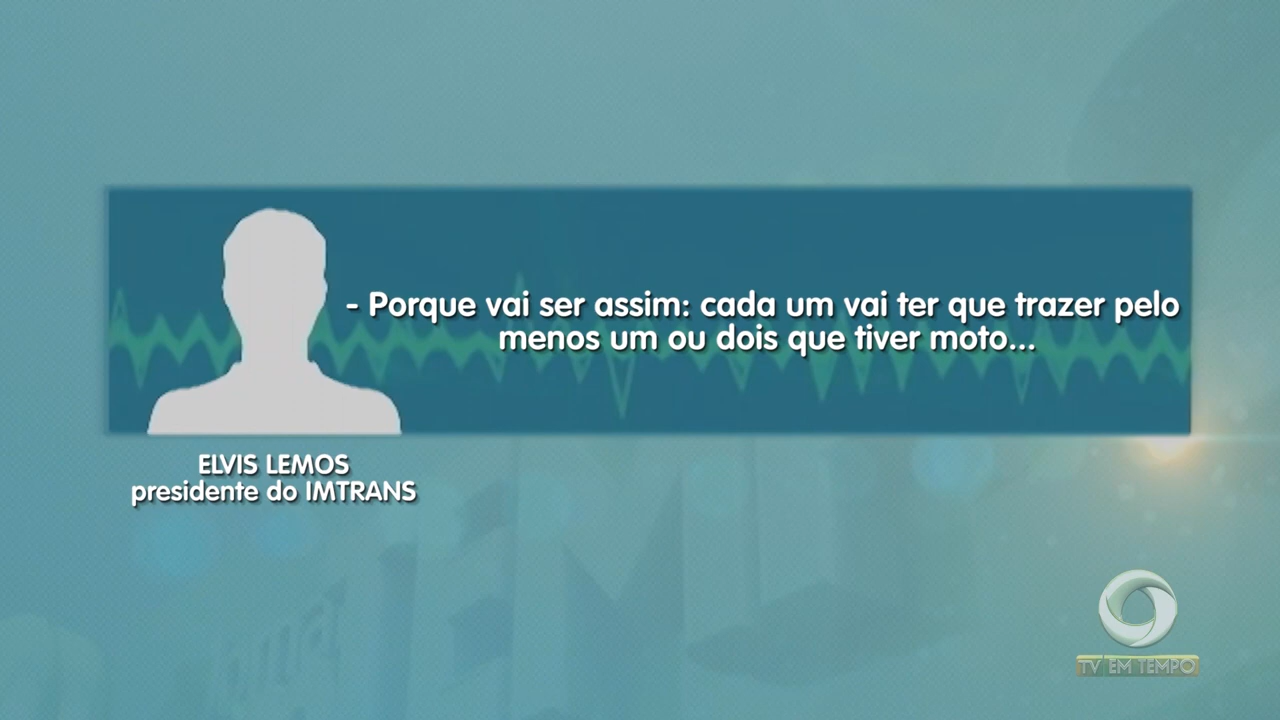 - Porque vai ser assim: cada um vai ter que trazer pelo
menos um ou dois que tiver moto...
ELVIS LEMOS
presidente do IMTRANS
TV EM TEMPO